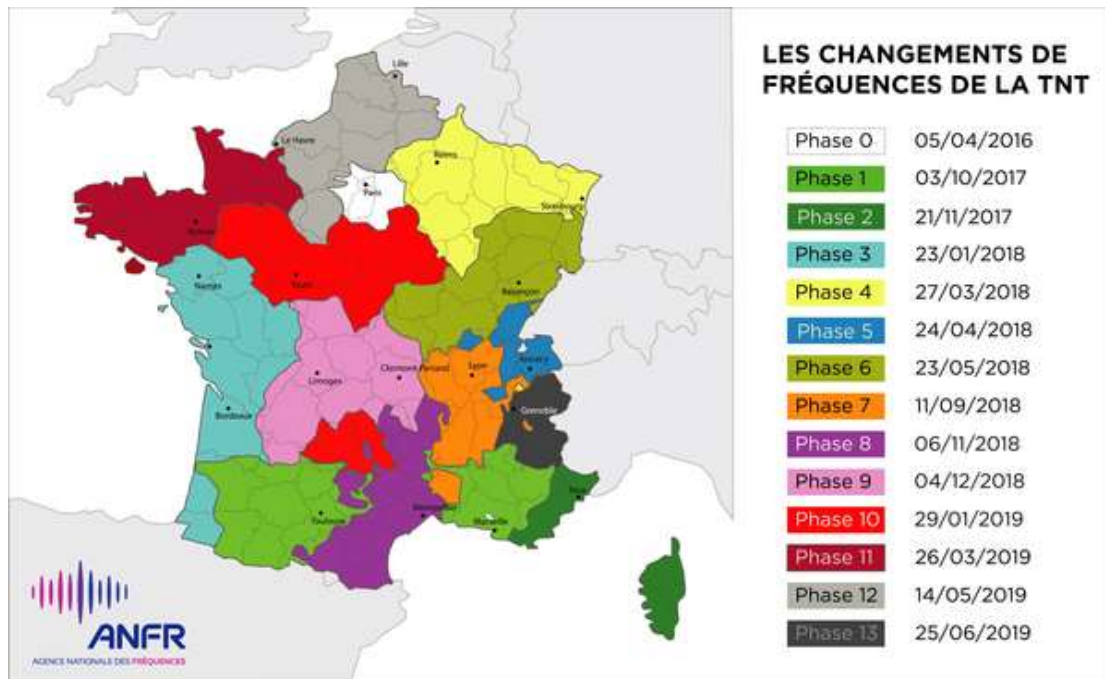 LES CHANGEMENTS DE
FRÉQUENCES DE LA TNT
Phase 0 05/04/2016
Phase 1 03/10/2017
Phase 2 21/11/2017
Phase 3 23/01/2018
Phase 4 27/03/2018
Phase 5 24/04/2018
Phase 6 23/05/2018
Phase 7 11/09/2018
Phase 8 06/11/2018
Phase 9 04/12/2018
Phase 10 29/01/2019
Phase 11 26/03/2019
Phase 12 14/05/2019
Phase 13 25/06/2019
Lille
Le Havre
Reims
Paris
Strasbourg
Rennes
Tours
Nantes
Besançon
Annecy
Lyon
Limoges
Clermont-Ferrand
Grenoble
Bordeaux
Nice
Toulouse
Montpellier
Marseille
ANFR
AGENCE NATIONALE DES FRÉQUENCES